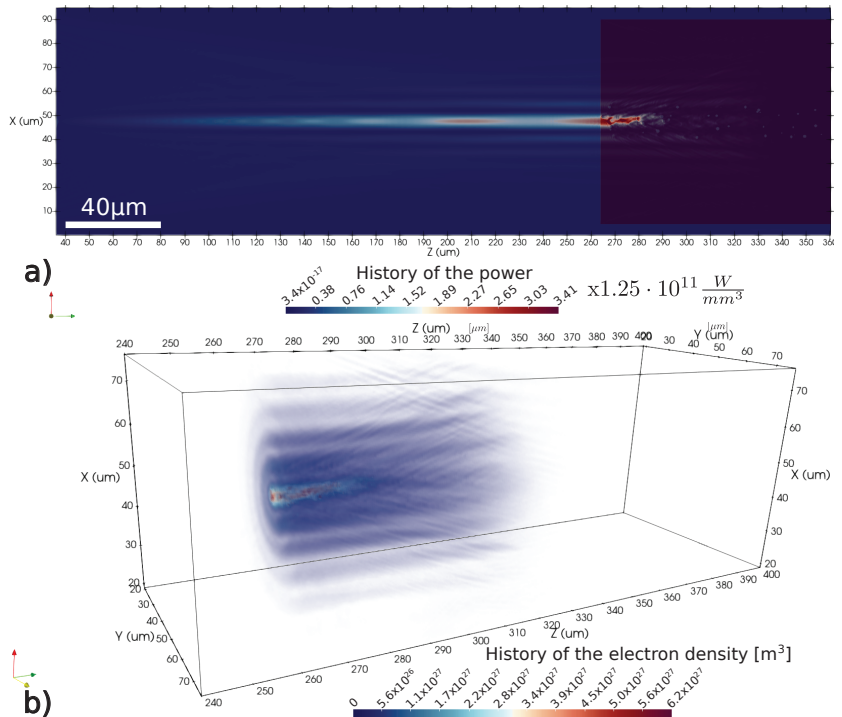 90
80
70
60
X (um) 50
40
30
20
10
40μm
40 50 60 70 80 90 100 110 120 130 140 150 160 170 180 190 200 210 220 230 240 250 260 270 280 290 300 310 320 330 340 350 36
Z (um)
a)
History of the power
3.4x10-17 0.38 0.76 1.14 1.52 1.89 2.27 2.65 3.03 3.41
x1.25 · 10¹¹ W/mm³
Z (um) [μm]
240 250 260 270 280 290 300 310 320 330 340 350 360 370 380 390 400
[μm]
Y (um)
20 30 40 50 60 70
70
60
50
X (um)
40
30
20
70
60
50
X (um)
40
30
20
30
40
Y (um) 50
60
70
240 250 260 270 280 290 300 310 320 330 340 350 360 370 380 390 400
Z (um)
b)
History of the electron density [m³]
0 5.6x10²⁶ 1.1x10²⁷ 1.7x10²⁷ 2.2x10²⁷ 2.8x10²⁷ 3.4x10²⁷ 3.9x10²⁷ 4.5x10²⁷ 5.0x10²⁷ 5.6x10²⁷ 6.2x10²⁷